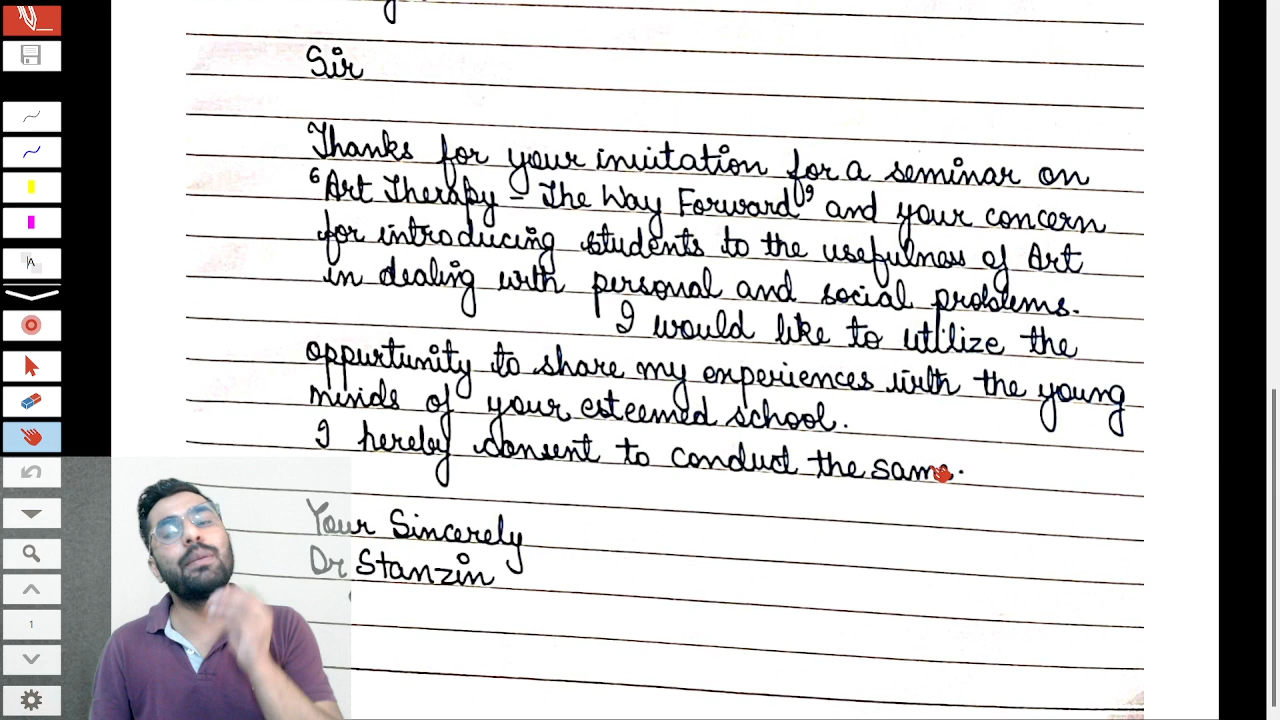 Sir
Thanks for your invitation for a seminar on
'Art Therapy - The Way Forward' and your concern
for introducing students to the usefulness of Art
in dealing with personal and social problems.
I would like to utilize the
oppurtunity to share my experiences with the young
minds of your esteemed school.
I hereby consent to conduct the same.
Your Sincerely
Dr Stanzin
1